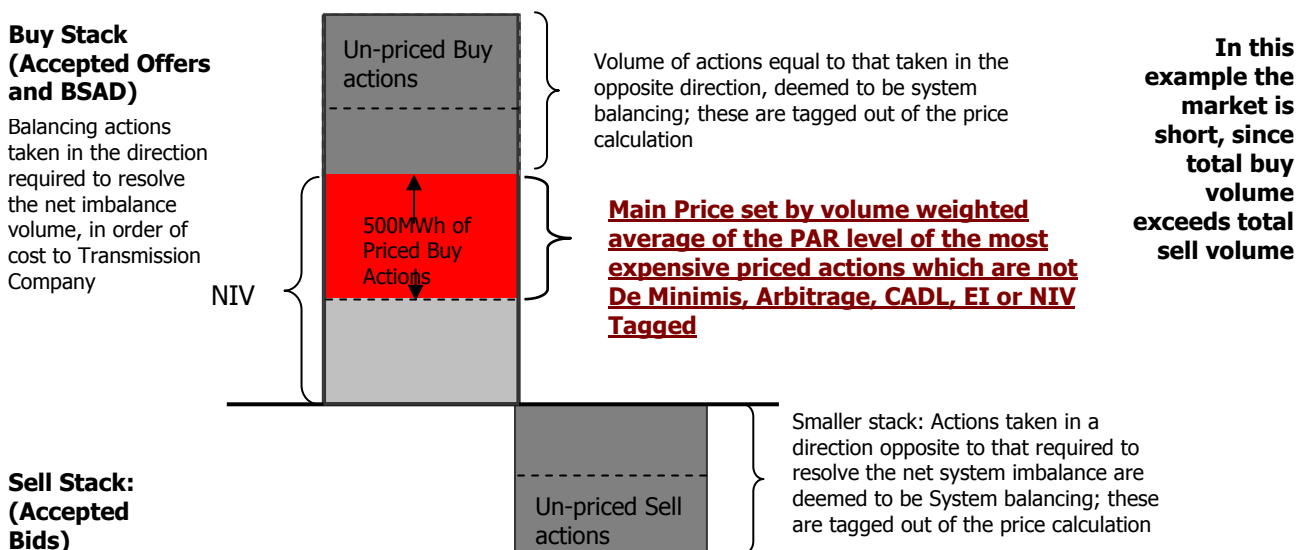 Buy Stack
(Accepted Offers
and BSAD)
Balancing actions
taken in the direction
required to resolve
the net imbalance
volume, in order of
cost to Transmission
Company
NIV
Un-priced Buy
actions
500MWh of
Priced Buy
Actions
Volume of actions equal to that taken in the
opposite direction, deemed to be system
balancing; these are tagged out of the price
calculation
Main Price set by volume weighted
average of the PAR level of the most
expensive priced actions which are not
De Minimis, Arbitrage, CADL, EI or NIV
Tagged
In this
example the
market is
short, since
total buy
volume
exceeds total
sell volume
Sell Stack:
(Accepted
Bids)
Un-priced Sell
actions
Smaller stack: Actions taken in a
direction opposite to that required to
resolve the net system imbalance are
deemed to be System balancing; these
are tagged out of the price calculation